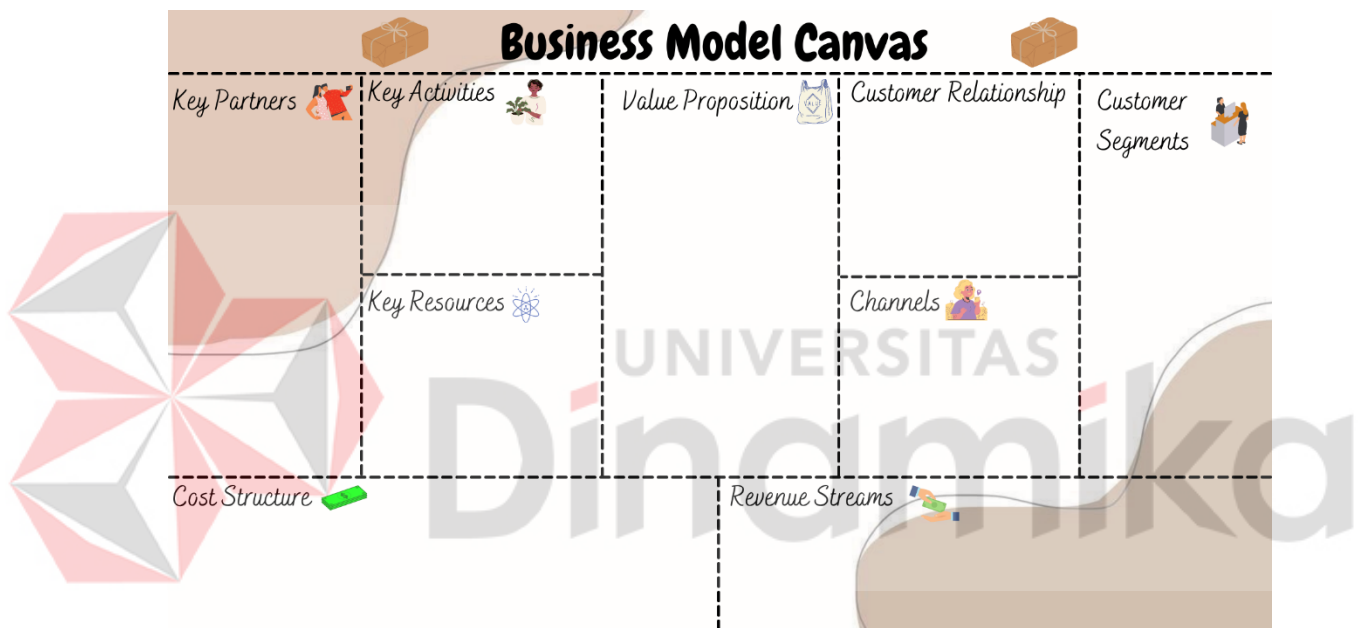 Business Model Canvas
Key Partners
Key Activities
Value Proposition
Customer Relationship
Customer
Segments
Key Resources
Channels
UNIVERSITAS
Dinamika
Cost Structure
Revenue Streams